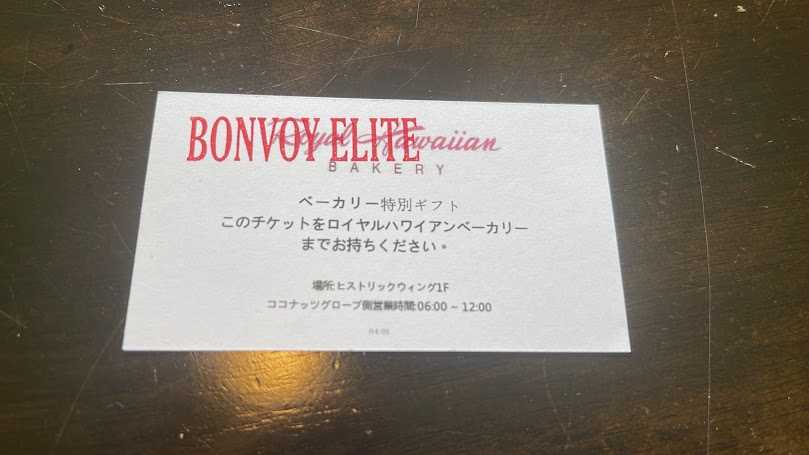 BONVOY ELITE
Royal Hawaiian
BAKERY
ベーカリー特別ギフト
このチケットをロイヤルハワイアンベーカリー
までお持ちください。
場所:ヒストリックウィング1F
ココナッツグローブ側営業時間:06:00 ~ 12:00